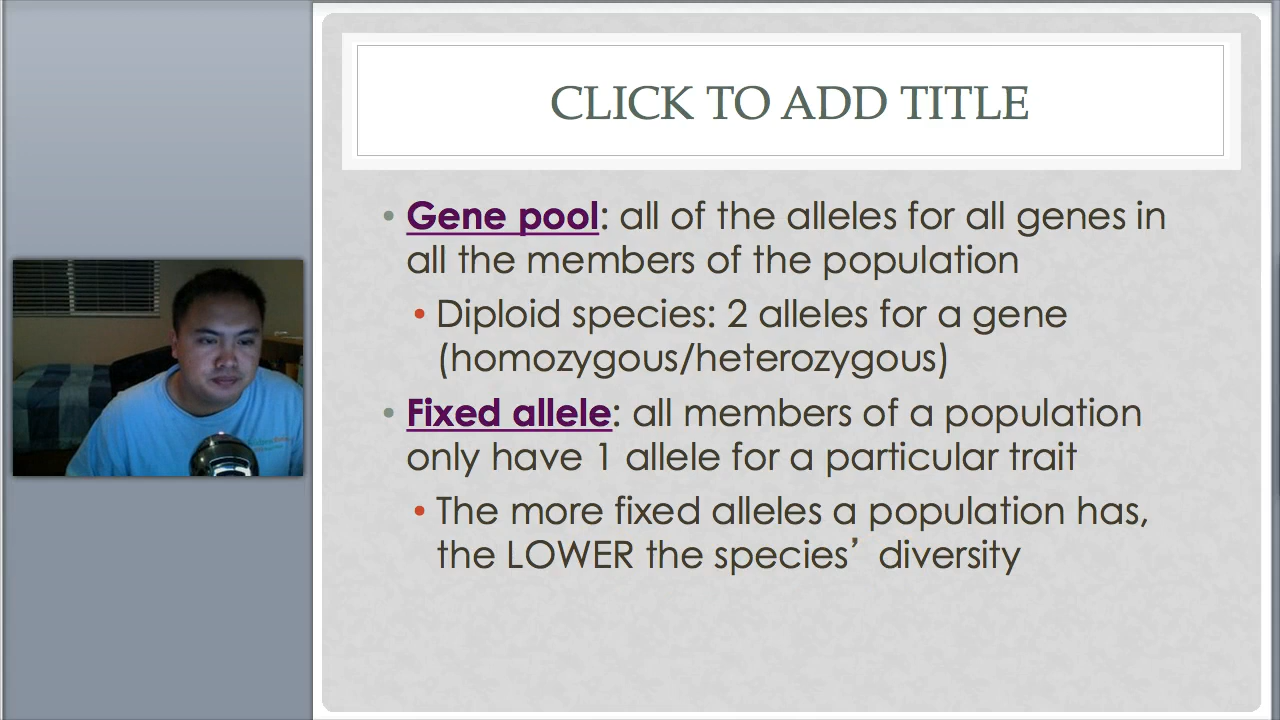 CLICK TO ADD TITLE
• Gene pool: all of the alleles for all genes in
all the members of the population
• Diploid species: 2 alleles for a gene
(homozygous/heterozygous)
• Fixed allele: all members of a population
only have 1 allele for a particular trait
• The more fixed alleles a population has,
the LOWER the species’ diversity